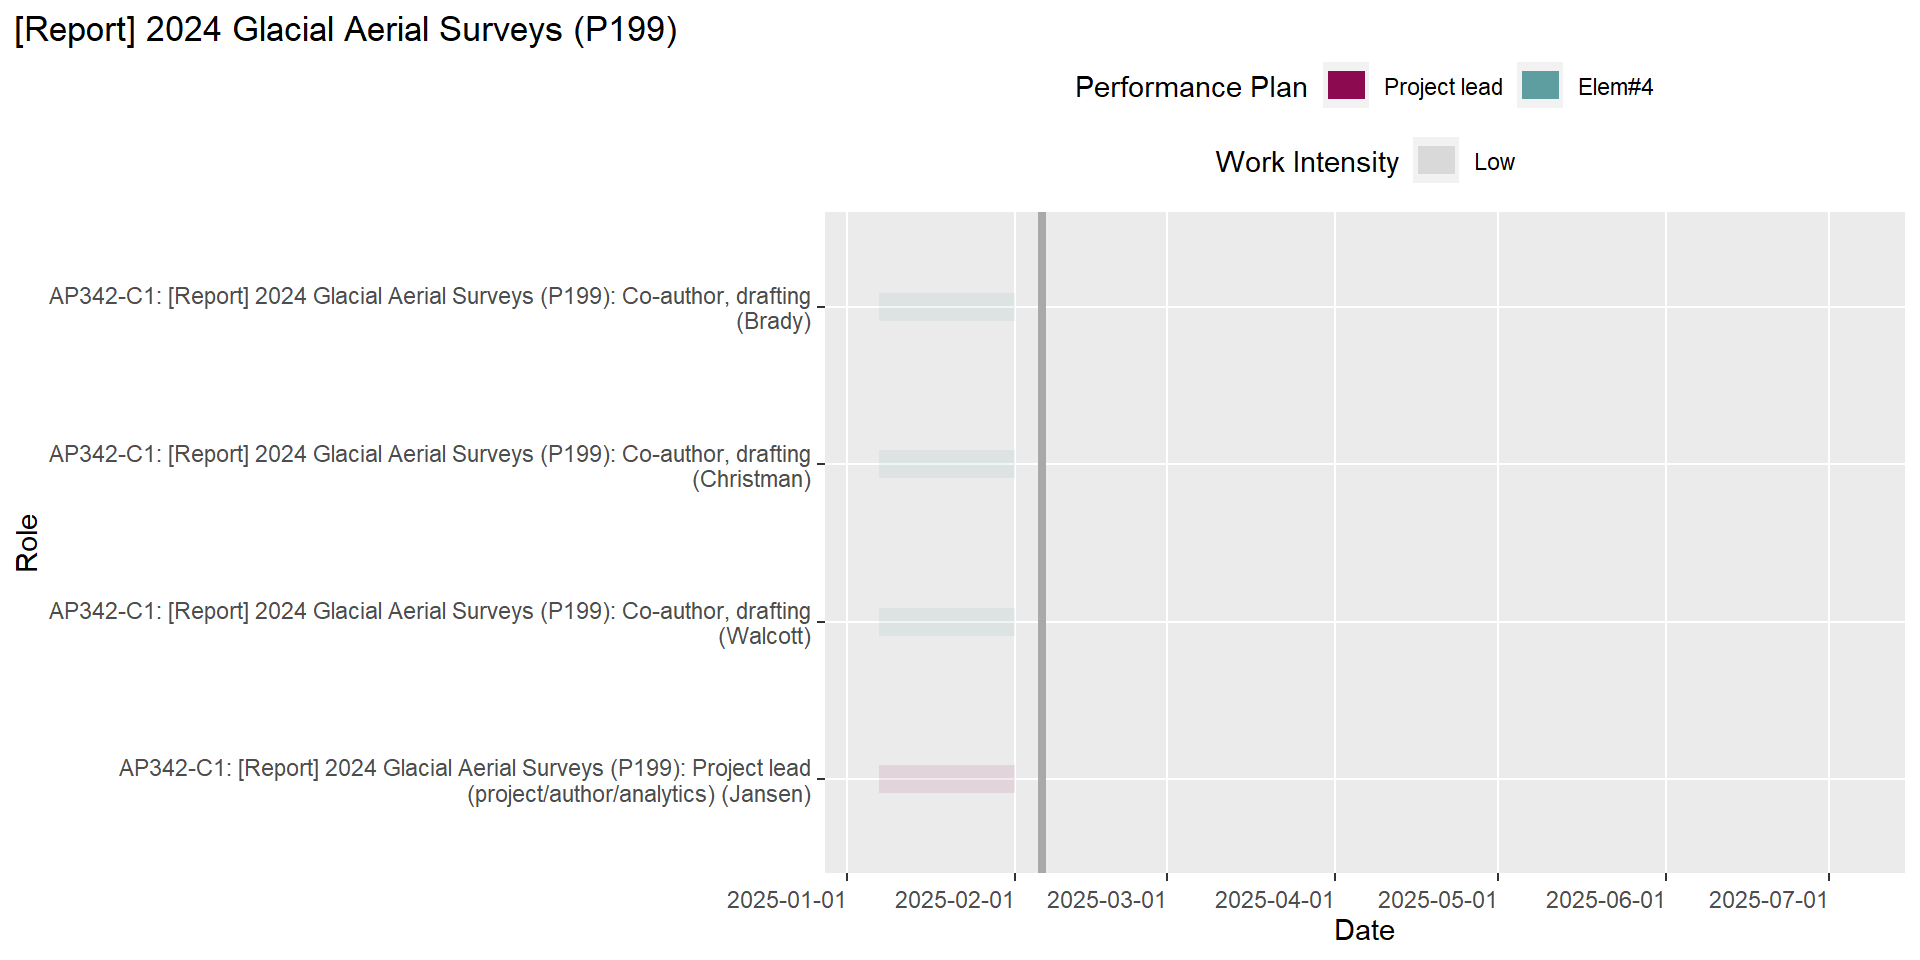 [Report] 2024 Glacial Aerial Surveys (P199)
Performance Plan Project lead Elem#4
Work Intensity Low
AP342-C1: [Report] 2024 Glacial Aerial Surveys (P199): Co-author, drafting
(Brady)
AP342-C1: [Report] 2024 Glacial Aerial Surveys (P199): Co-author, drafting
(Christman)
Role
AP342-C1: [Report] 2024 Glacial Aerial Surveys (P199): Co-author, drafting
(Walcott)
AP342-C1: [Report] 2024 Glacial Aerial Surveys (P199): Project lead
(project/author/analytics) (Jansen)
2025-01-01 2025-02-01 2025-03-01 2025-04-01 2025-05-01 2025-06-01 2025-07-01
Date